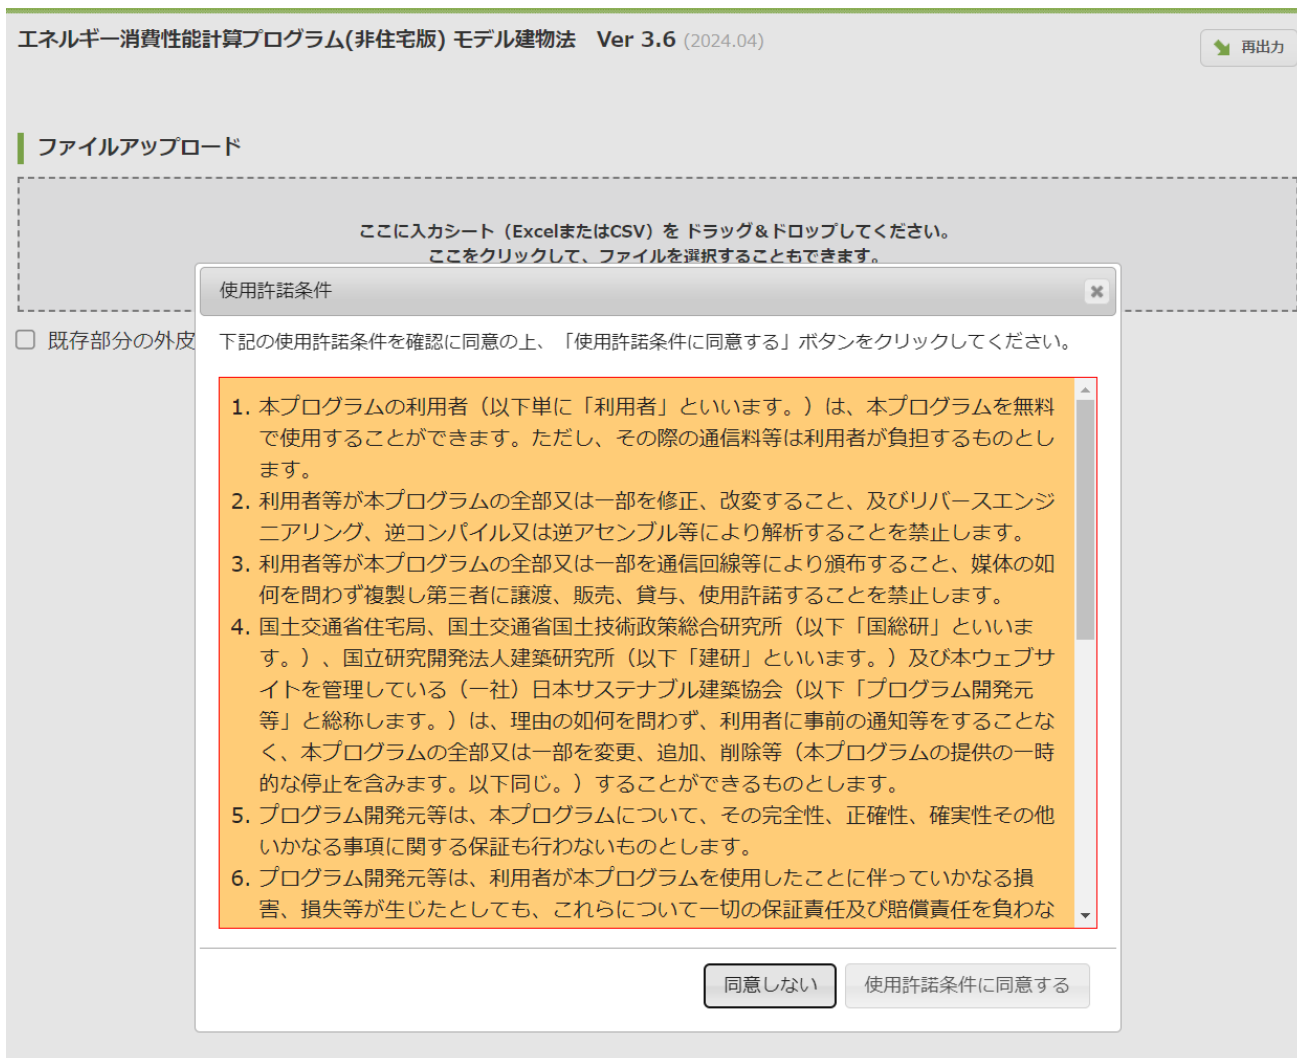 エネルギー消費性能計算プログラム(非住宅版) モデル建物法　Ver 3.6 (2024.04)
再出力
ファイルアップロード
ここに入力シート（ExcelまたはCSV）を ドラッグ＆ドロップしてください。
ここをクリックして、ファイルを選択することもできます。
既存部分の外皮
使用許諾条件
下記の使用許諾条件を確認に同意の上、「使用許諾条件に同意する」ボタンをクリックしてください。
1. 本プログラムの利用者（以下単に「利用者」といいます。）は、本プログラムを無料
で使用することができます。ただし、その際の通信料等は利用者が負担するものとし
ます。
2. 利用者等が本プログラムの全部又は一部を修正、改変すること、及びリバースエンジ
ニアリング、逆コンパイル又は逆アセンブル等により解析することを禁止します。
3. 利用者等が本プログラムの全部又は一部を通信回線等により頒布すること、媒体の如
何を問わず複製し第三者に譲渡、販売、貸与、使用許諾することを禁止します。
4. 国土交通省住宅局、国土交通省国土技術政策総合研究所（以下「国総研」といいま
す。）、国立研究開発法人建築研究所（以下「建研」といいます。）及び本ウェブサ
イトを管理している（一社）日本サステナブル建築協会（以下「プログラム開発元
等」と総称します。）は、理由の如何を問わず、利用者に事前の通知等をすることな
く、本プログラムの全部又は一部を変更、追加、削除等（本プログラムの提供の一時
的な停止を含みます。以下同じ。）することができるものとします。
5. プログラム開発元等は、本プログラムについて、その完全性、正確性、確実性その他
いかなる事項に関する保証も行わないものとします。
6. プログラム開発元等は、利用者が本プログラムを使用したことに伴っていかなる損
害、損失等が生じたとしても、これらについて一切の保証責任及び賠償責任を負わな
同意しない
使用許諾条件に同意する